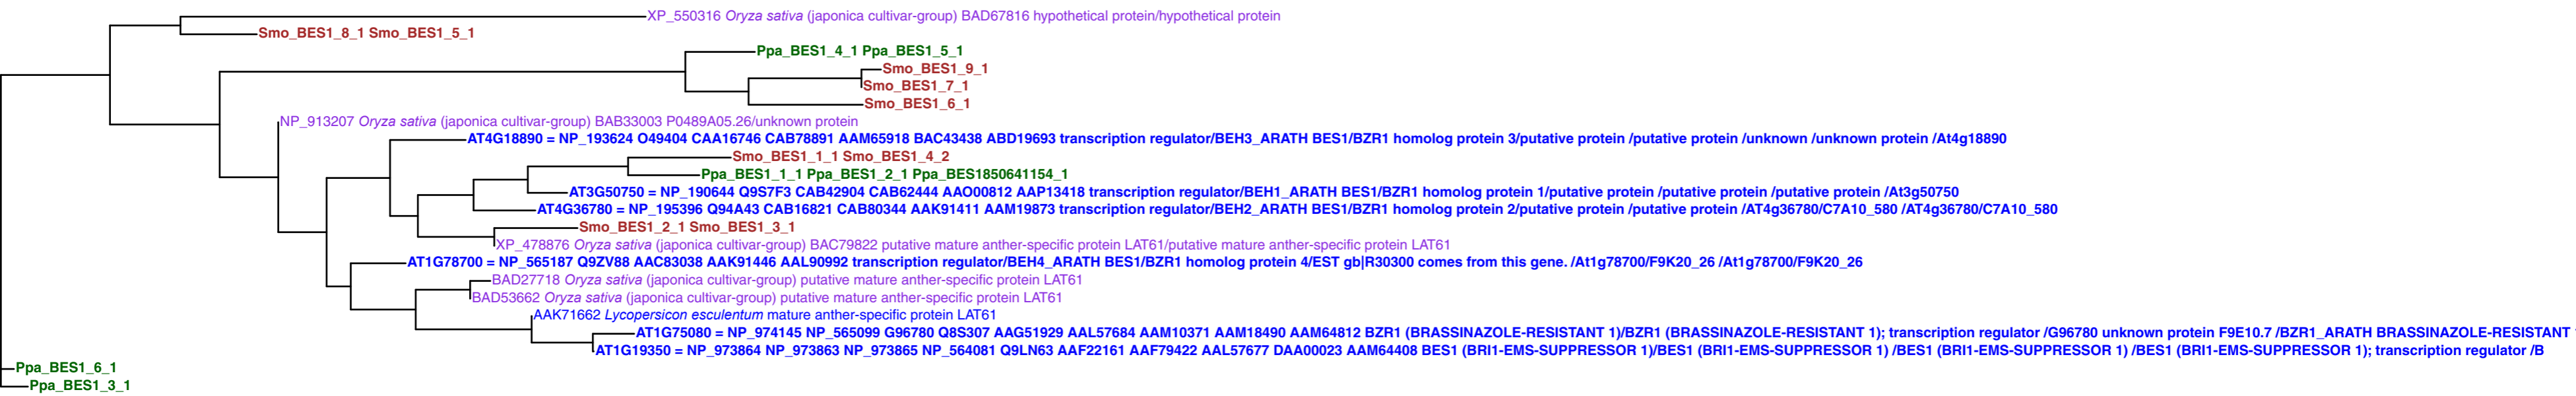 XP_550316 Oryza sativa (japonica cultivar-group) BAD67816 hypothetical protein/hypothetical protein
Smo_BES1_8_1 Smo_BES1_5_1
Ppa_BES1_4_1 Ppa_BES1_5_1
Smo_BES1_9_1
Smo_BES1_7_1
Smo_BES1_6_1
NP_913207 Oryza sativa (japonica cultivar-group) BAB33003 P0489A05.26/unknown protein
AT4G18890 = NP_193624 O49404 CAA16746 CAB78891 AAM65918 BAC43438 ABD19693 transcription regulator/BEH3_ARATH BES1/BZR1 homolog protein 3/putative protein /putative protein /unknown /unknown protein /At4g18890
Smo_BES1_1_1 Smo_BES1_4_2
Ppa_BES1_1_1 Ppa_BES1_2_1 Ppa_BES1850641154_1
AT3G50750 = NP_190644 Q9S7F3 CAB42904 CAB62444 AAO00812 AAP13418 transcription regulator/BEH1_ARATH BES1/BZR1 homolog protein 1/putative protein /putative protein /putative protein /At3g50750
AT4G36780 = NP_195396 Q94A43 CAB16821 CAB80344 AAK91411 AAM19873 transcription regulator/BEH2_ARATH BES1/BZR1 homolog protein 2/putative protein /putative protein /AT4g36780/C7A10_580 /AT4g36780/C7A10_580
Smo_BES1_2_1 Smo_BES1_3_1
XP_478876 Oryza sativa (japonica cultivar-group) BAC79822 putative mature anther-specific protein LAT61/putative mature anther-specific protein LAT61
AT1G78700 = NP_565187 Q9ZV88 AAC83038 AAK91446 AAL90992 transcription regulator/BEH4_ARATH BES1/BZR1 homolog protein 4/EST gb|R30300 comes from this gene. /At1g78700/F9K20_26 /At1g78700/F9K20_26
BAD27718 Oryza sativa (japonica cultivar-group) putative mature anther-specific protein LAT61
BAD53662 Oryza sativa (japonica cultivar-group) putative mature anther-specific protein LAT61
AAK71662 Lycopersicon esculentum mature anther-specific protein LAT61
AT1G75080 = NP_974145 NP_565099 G96780 Q8S307 AAG51929 AAL57684 AAM10371 AAM18490 AAM64812 BZR1 (BRASSINAZOLE-RESISTANT 1)/BZR1 (BRASSINAZOLE-RESISTANT 1); transcription regulator /G96780 unknown protein F9E10.7 /BZR1_ARATH BRASSINAZOLE-RESISTANT
AT1G19350 = NP_973864 NP_973863 NP_973865 NP_564081 Q9LN63 AAF22161 AAF79422 AAL57677 DAA00023 AAM64408 BES1 (BRI1-EMS-SUPPRESSOR 1)/BES1 (BRI1-EMS-SUPPRESSOR 1) /BES1 (BRI1-EMS-SUPPRESSOR 1) /BES1 (BRI1-EMS-SUPPRESSOR 1); transcription regulator /B
Ppa_BES1_6_1
Ppa_BES1_3_1